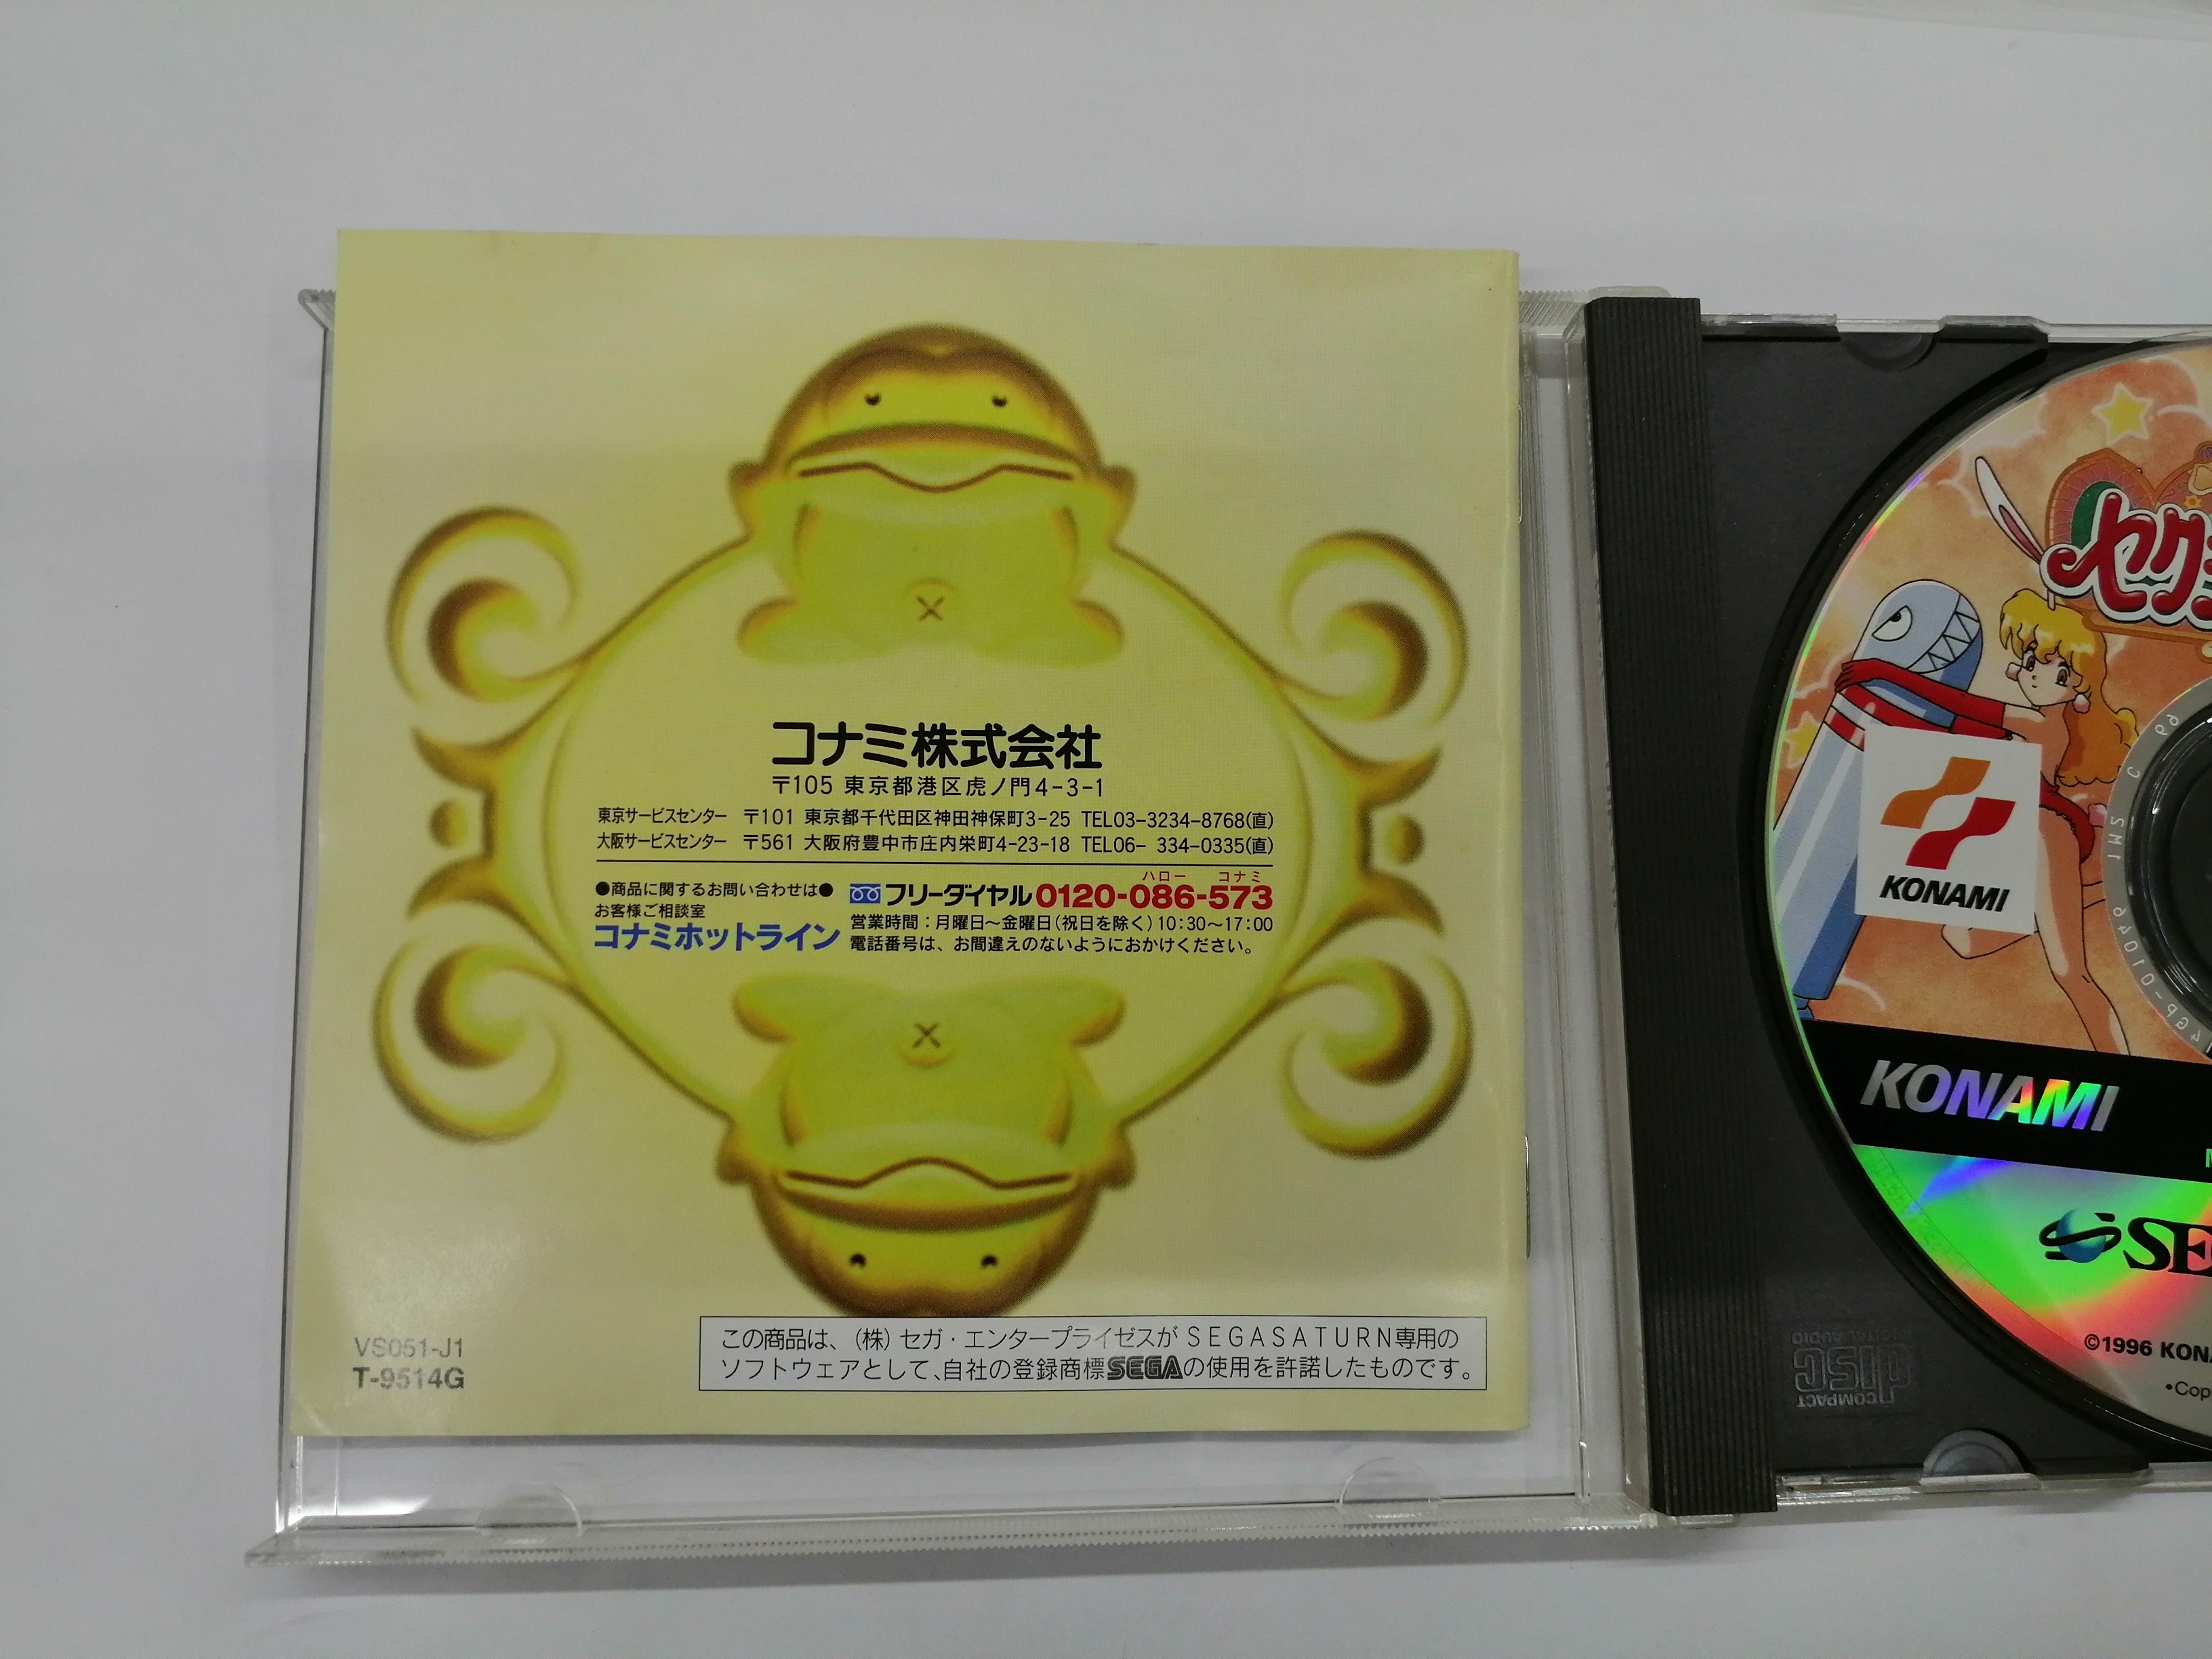 コナミ株式会社
〒105 東京都港区虎ノ門4-3-1
東京サービスセンター 〒101 東京都千代田区神田神保町3-25 TEL03-3234-8768(直)
大阪サービスセンター 〒561 大阪府豊中市庄内栄町4-23-18 TEL06- 334-0335(直)
●商品に関するお問い合わせは●
お客様ご相談室
コナミホットライン
ハロー コナミ
フリーダイヤル 0120-086-573
営業時間：月曜日～金曜日(祝日を除く)10:30～17:00
電話番号は、お間違えのないようにおかけください。
VS051-J1
T-9514G
この商品は、（株）セガ・エンタープライゼスがSEGASATURN専用の
ソフトウェアとして、自社の登録商標SEGAの使用を許諾したものです。
セク
KONAMI
KONAMI
SE
©1996 KONA
•Cop
COMPACT
disc
DIGITAL AUDIO